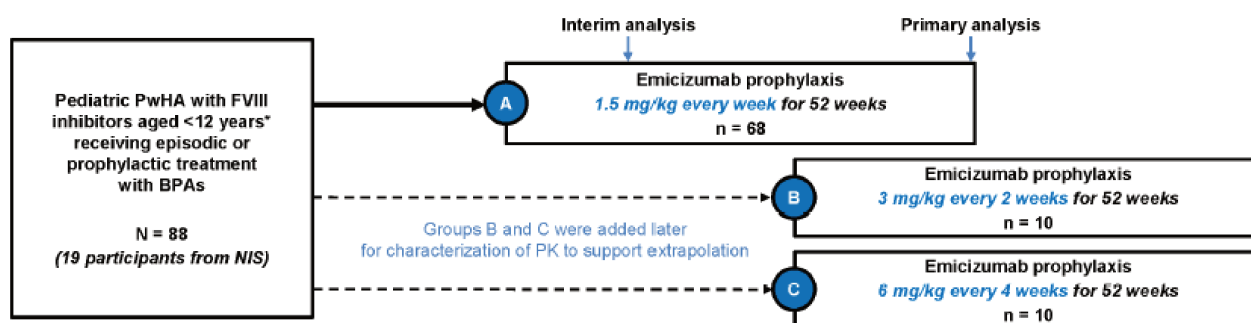 Interim analysis
Primary analysis
Pediatric PwHA with FVIII
inhibitors aged <12 years*
receiving episodic or
prophylactic treatment
with BPAs
N = 88
(19 participants from NIS)
A
Emicizumab prophylaxis
1.5 mg/kg every week for 52 weeks
n = 68
Groups B and C were added later
for characterization of PK to support extrapolation
B
Emicizumab prophylaxis
3 mg/kg every 2 weeks for 52 weeks
n = 10
C
Emicizumab prophylaxis
6 mg/kg every 4 weeks for 52 weeks
n = 10